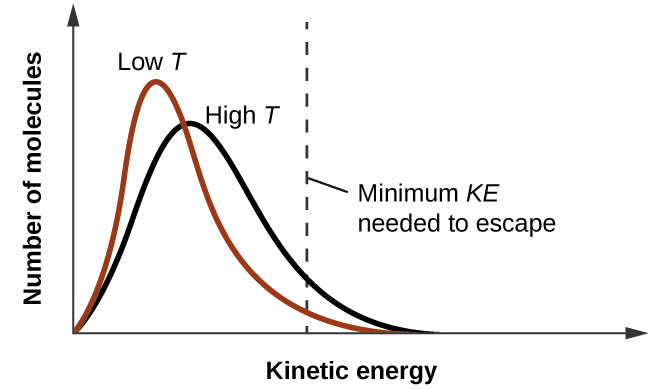 Low T
High T
Minimum KE
needed to escape
Number of molecules
Kinetic energy